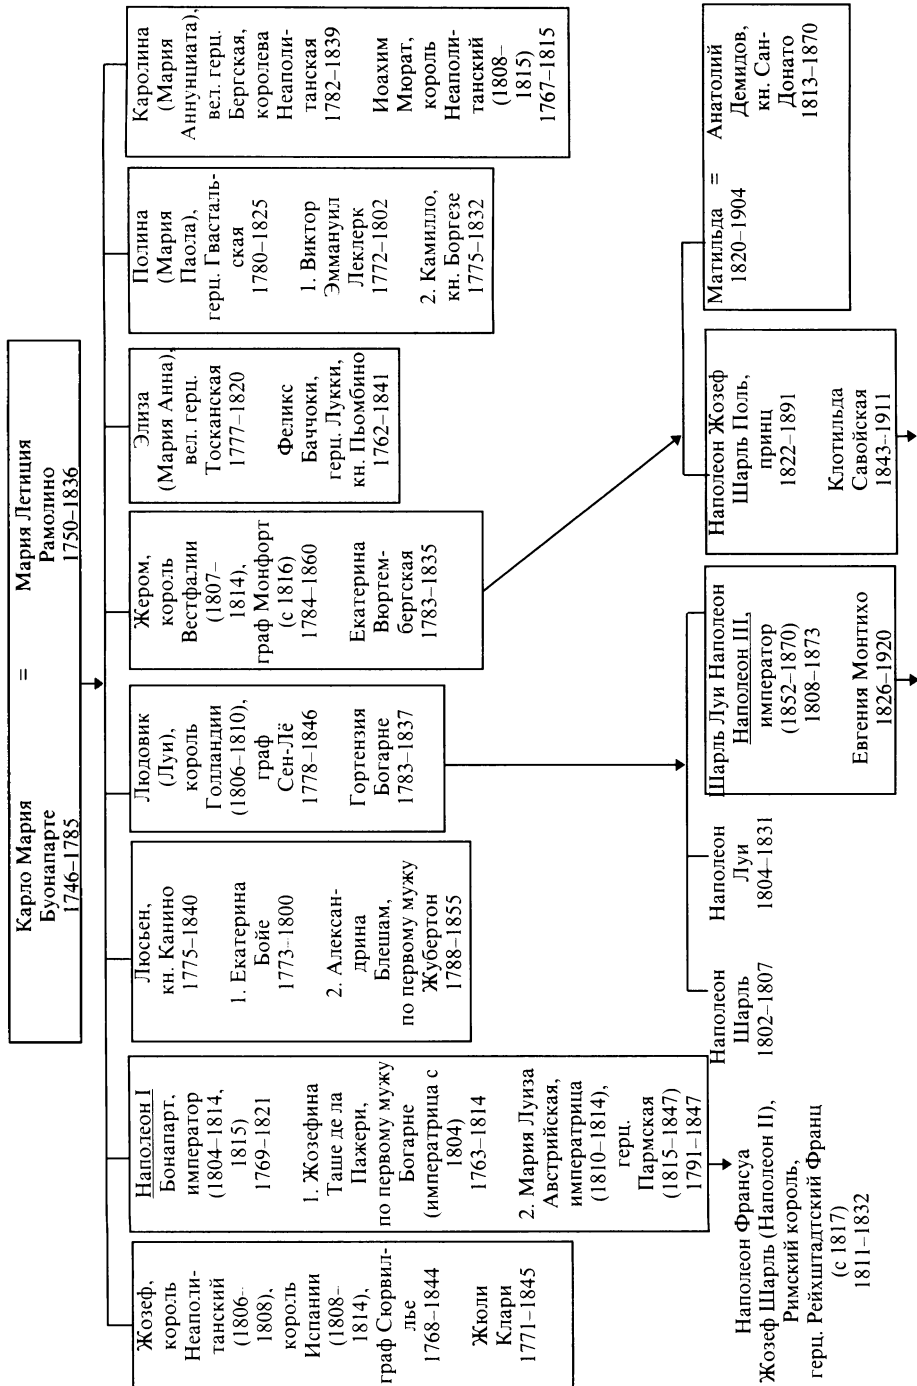 Карло Мария
Буонапарте
1746–1785
=
Мария Летиция
Рамолино
1750–1836
Жозеф,
король
Неаполи-
танский
(1806–
1808),
король
Испании
(1808–
1814),
граф Сюрвил-
лье
1768–1844
Жюли
Клари
1771–1845
Наполеон I
Бонапарт,
император
(1804–1814,
1815)
1769–1821
1. Жозефина
Таше де ла
Пажери,
по первому мужу
Богарне
(императрица с
1804)
1763–1814
2. Мария Луиза
Австрийская,
императрица
(1810–1814),
герц.
Пармская
(1815–1847)
1791–1847
Люсьен,
кн. Канино
1775–1840
1. Екатерина
Бойе
1773–1800
2. Алексан-
дрина
Блешам,
по первому мужу
Жубертон
1788–1855
Людовик
(Луи),
король
Голландии
(1806–1810),
граф
Сен-Лё
1778–1846
Гортензия
Богарне
1783–1837
Жером,
король
Вестфалии
(1807–
1814),
граф Монфорт
(с 1816)
1784–1860
Екатерина
Вюртем-
бергская
1783–1835
Элиза
(Мария Анна),
вел. герц.
Тосканская
1777–1820
Феликс
Баччоки,
герц. Лукки,
кн. Пьомбино
1762–1841
Полина
(Мария
Паола),
герц. Гвасталь-
ская
1780–1825
1. Виктор
Эммануил
Леклерк
1772–1802
2. Камилло,
кн. Боргезе
1775–1832
Каролина
(Мария
Аннунциата),
вел. герц.
Бергская,
королева
Неаполи-
танская
1782–1839
Иоахим
Мюрат,
король
Неаполи-
танский
(1808–
1815)
1767–1815
Наполеон Франсуа
Жозеф Шарль (Наполеон II),
Римский король,
герц. Рейхштадтский Франц
(с 1817)
1811–1832
Наполеон
Шарль
1802–1807
Наполеон
Луи
1804–1831
Шарль Луи Наполеон
Наполеон III,
император
(1852–1870)
1808–1873
Евгения Монтихо
1826–1920
Наполеон Жозеф
Шарль Поль,
принц
1822–1891
Клотильда
Савойская
1843–1911
Матильда
1820–1904
=
Анатолий
Демидов,
кн. Сан-
Донато
1813–1870